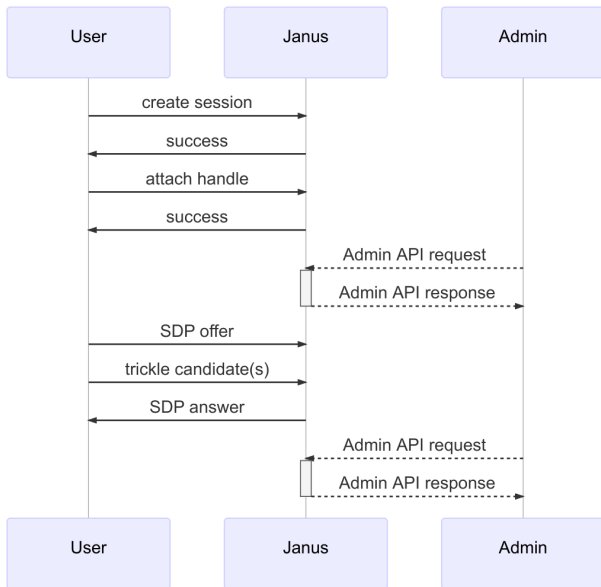 User
Janus
Admin
create session
success
attach handle
success
Admin API request
Admin API response
SDP offer
trickle candidate(s)
SDP answer
Admin API request
Admin API response
User
Janus
Admin